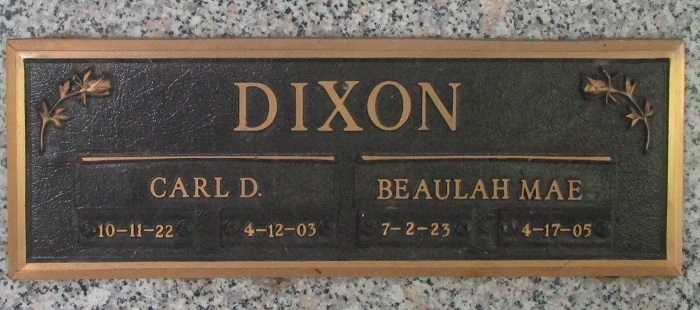 DIXON
CARL D.
10-11-22 4-12-03
BEAULAH MAE
7-2-23 4-17-05